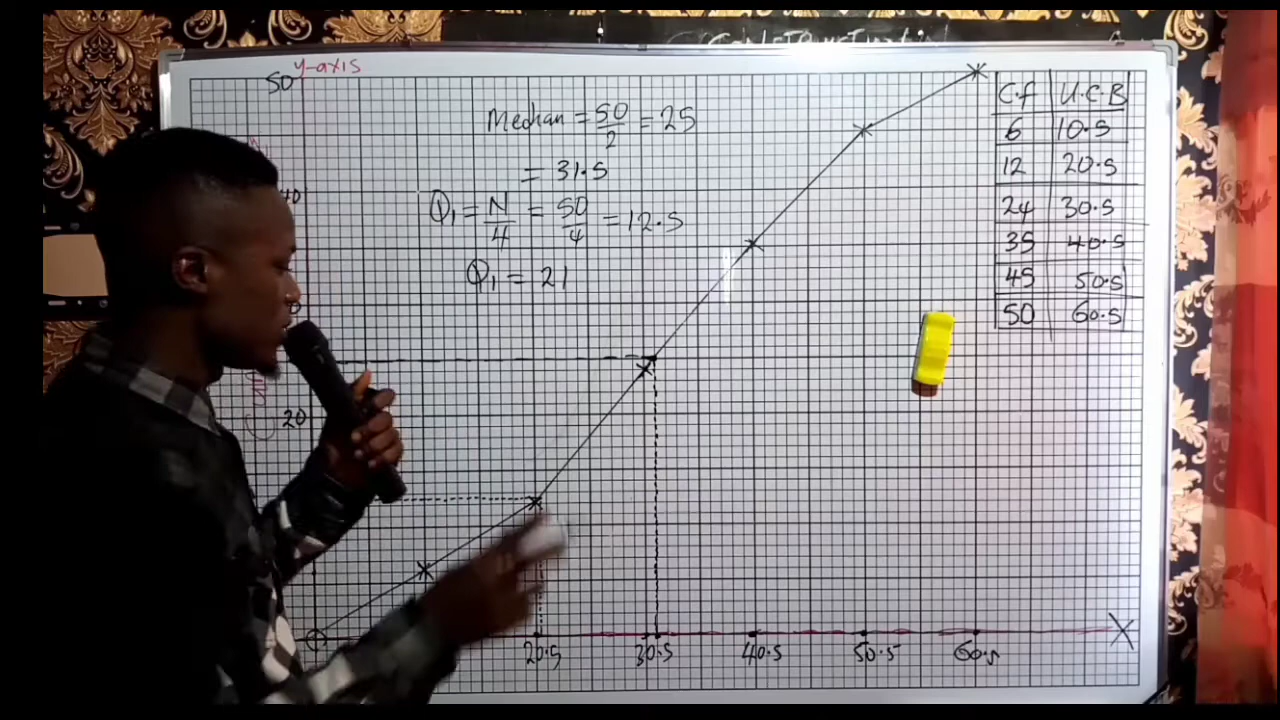 y-axis
50
Median = 50/2 = 25
= 31.5
40
Q₁ = N/4 = 50/4 = 12.5
Q₁ = 21
20
20.5 30.5 40.5 50.5 60.5 X
C.f U.C.B
6 10.5
12 20.5
24 30.5
35 40.5
45 50.5
50 60.5